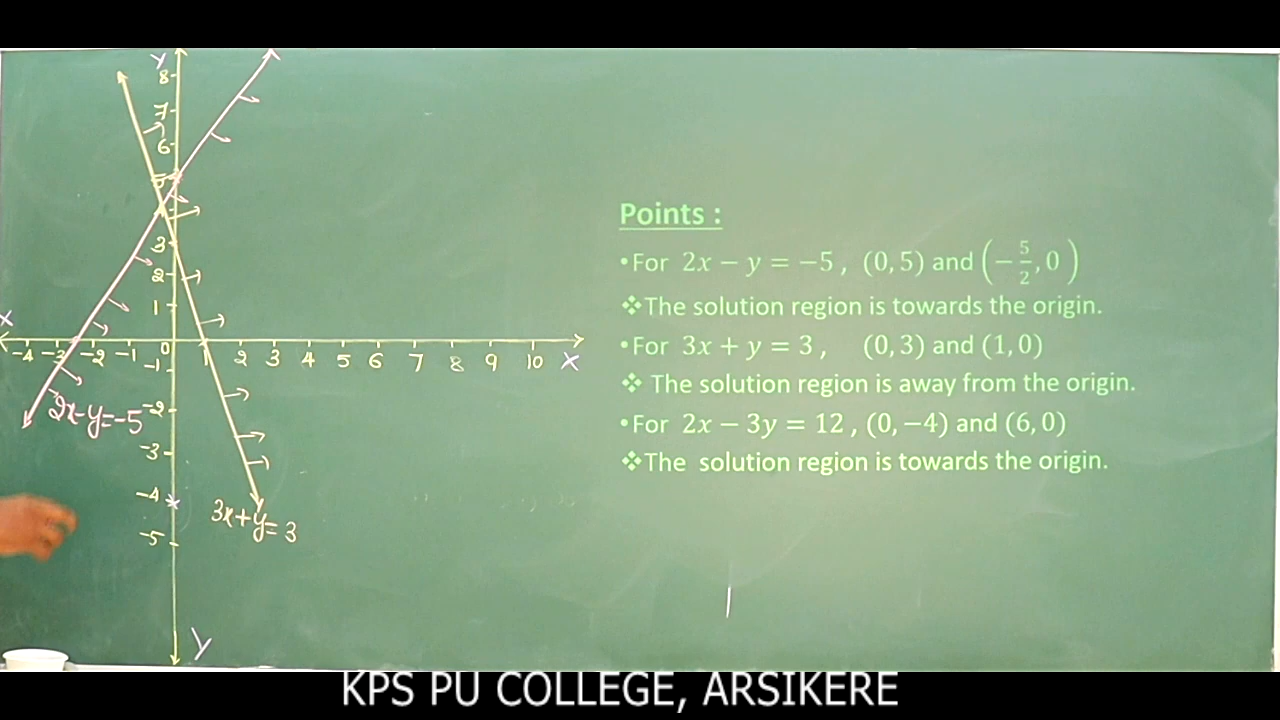 Y
8
7
6
5
3
2
1
X
-4 -3 -2 -1 0 1 2 3 4 5 6 7 8 9 10 X
-1
2x-y=-5
-2
-3
-4
3x+y=3
-5
Y
Points :
•For 2x − y = −5 , (0, 5) and (−5/2, 0)
❖The solution region is towards the origin.
•For 3x + y = 3 , (0, 3) and (1, 0)
❖ The solution region is away from the origin.
•For 2x − 3y = 12 , (0, −4) and (6, 0)
❖The solution region is towards the origin.
KPS PU COLLEGE, ARSIKERE